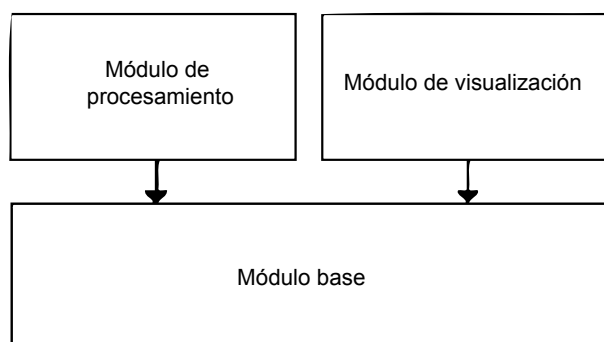 Módulo de
procesamiento
Módulo de visualización
Módulo base